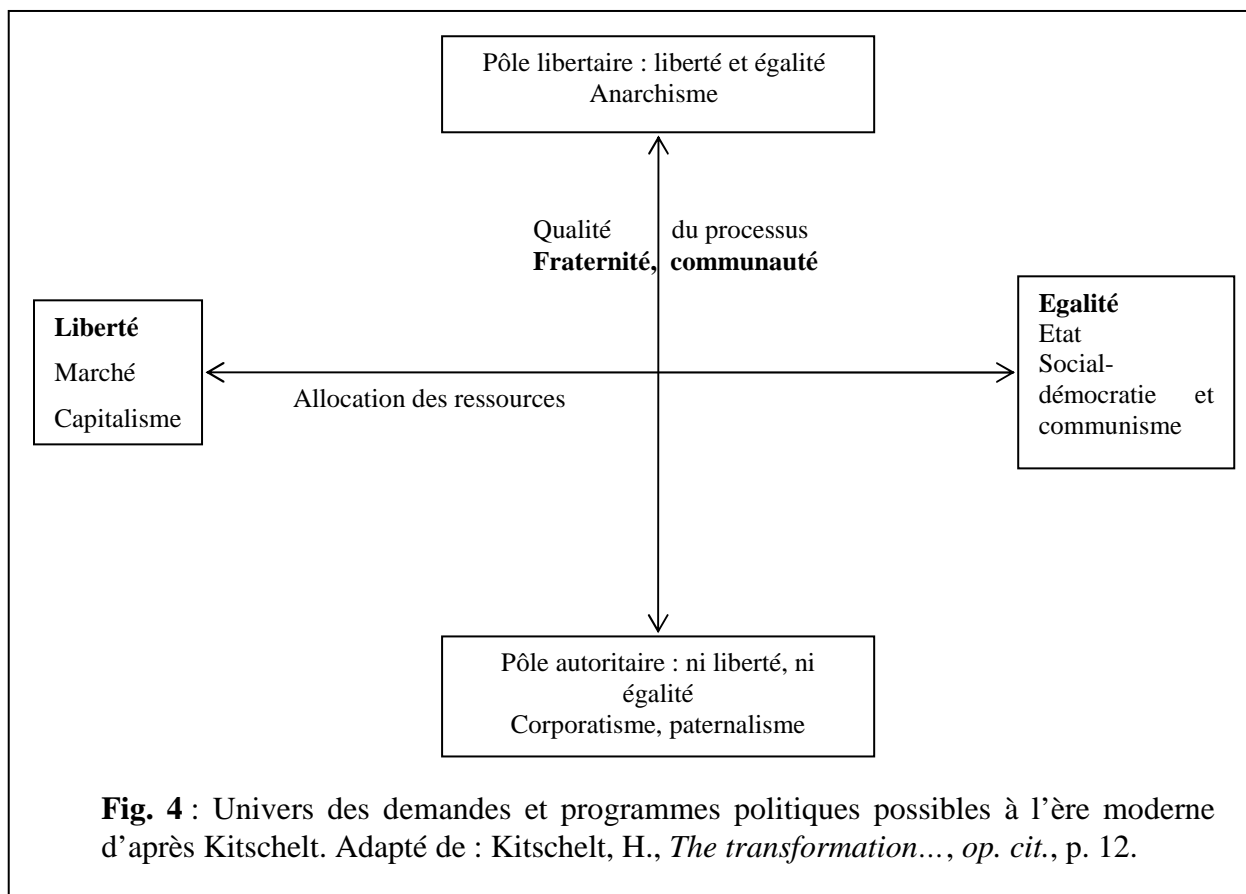 Pôle libertaire : liberté et égalité
Anarchisme
Qualité du processus
Fraternité, communauté
Liberté
Marché
Capitalisme
Allocation des ressources
Egalité
Etat
Social-
démocratie et
communisme
Pôle autoritaire : ni liberté, ni
égalité
Corporatisme, paternalisme
Fig. 4 : Univers des demandes et programmes politiques possibles à l'ère moderne
d'après Kitschelt. Adapté de : Kitschelt, H., The transformation…, op. cit., p. 12.